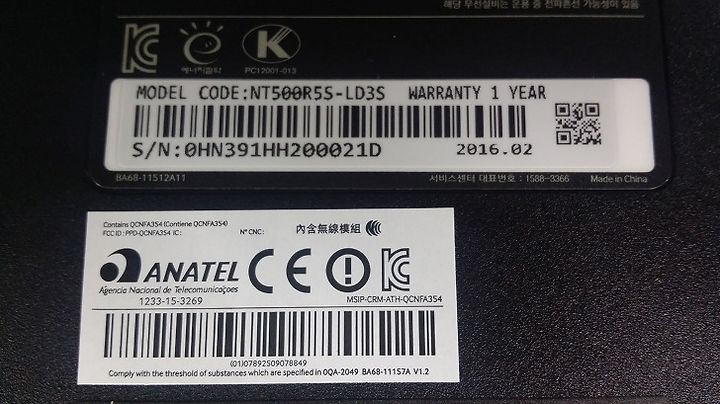 해당 무선설비는 운용 중 전파혼선 가능성이 있음
에너지절약
K
PC12001-013
MODEL CODE:NT500R5S-LD3S WARRANTY 1 YEAR
S/N:0HN391HH200021D 2016.02
BA68-11512A11 서비스센터 대표번호 : 1588-3366 Made in China
Contains QCNFA354 (Contiene QCNFA354)
FCC ID : PPD-QCNFA354 IC : Nº CNC : 內含無線模組
ANATEL CE
Agencia Nacional de Telecomunicaçoes
1233-15-3269 MSIP-CRM-ATH-QCNFA354
(01)07892509078849
Comply with the threshold of substances which are specified in 0QA-2049 BA68-11157A V1.2